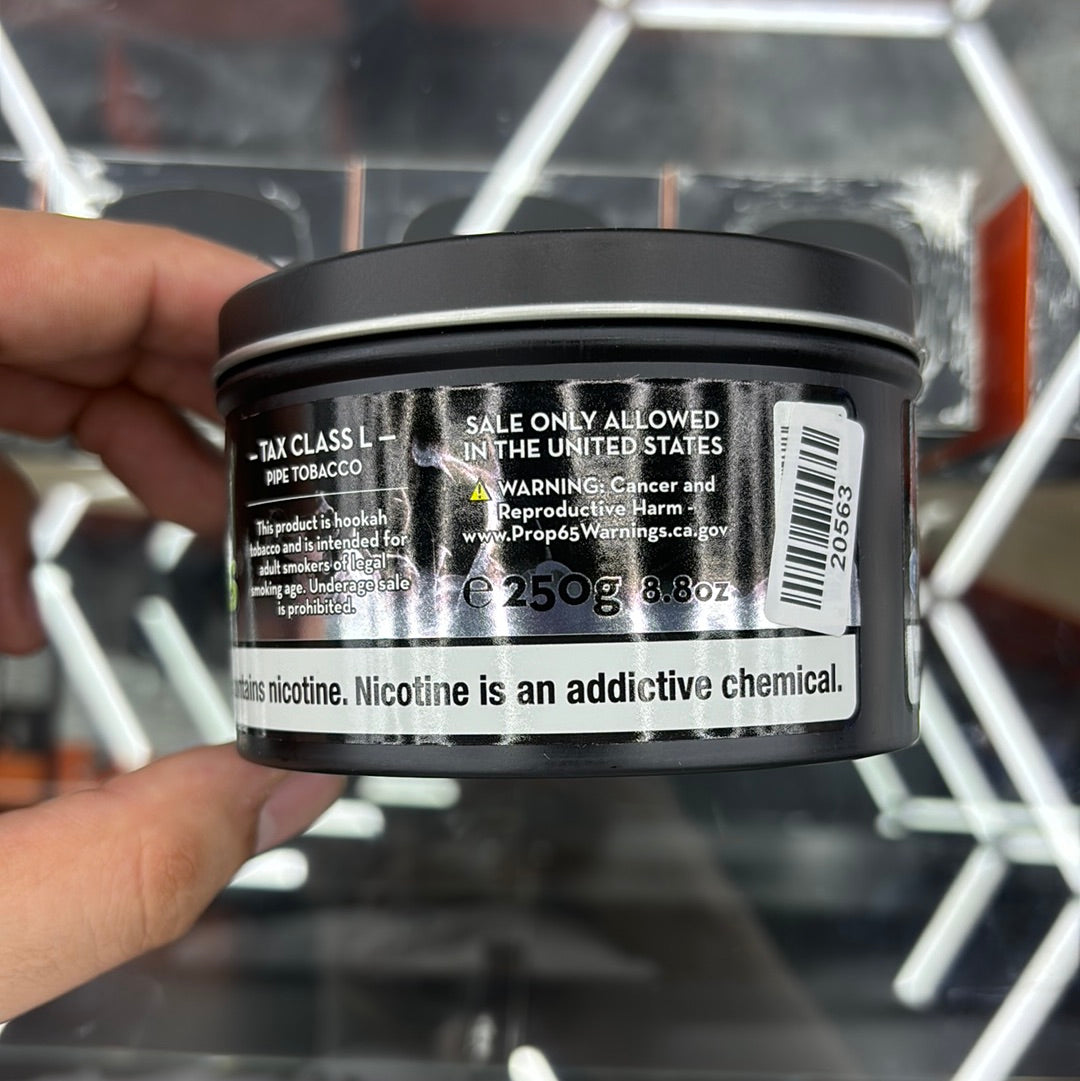 TAX CLASS L
PIPE TOBACCO
This product is hookah
tobacco and is intended for
adult smokers of legal
smoking age. Underage sale
is prohibited.
SALE ONLY ALLOWED
IN THE UNITED STATES
WARNING: Cancer and
Reproductive Harm -
www.Prop65Warnings.ca.gov
e 250g 8.8oz
20563
nicotine. Nicotine is an addictive chemical.